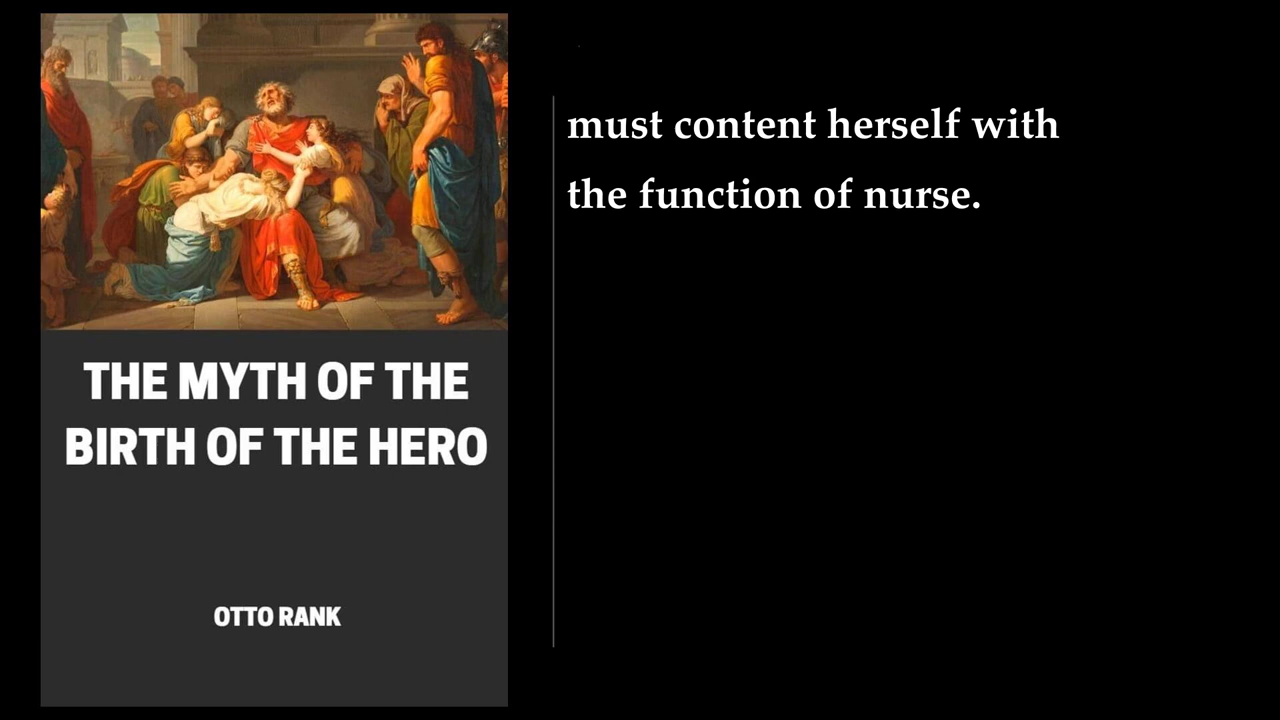 THE MYTH OF THE
BIRTH OF THE HERO
OTTO RANK
must content herself with
the function of nurse.